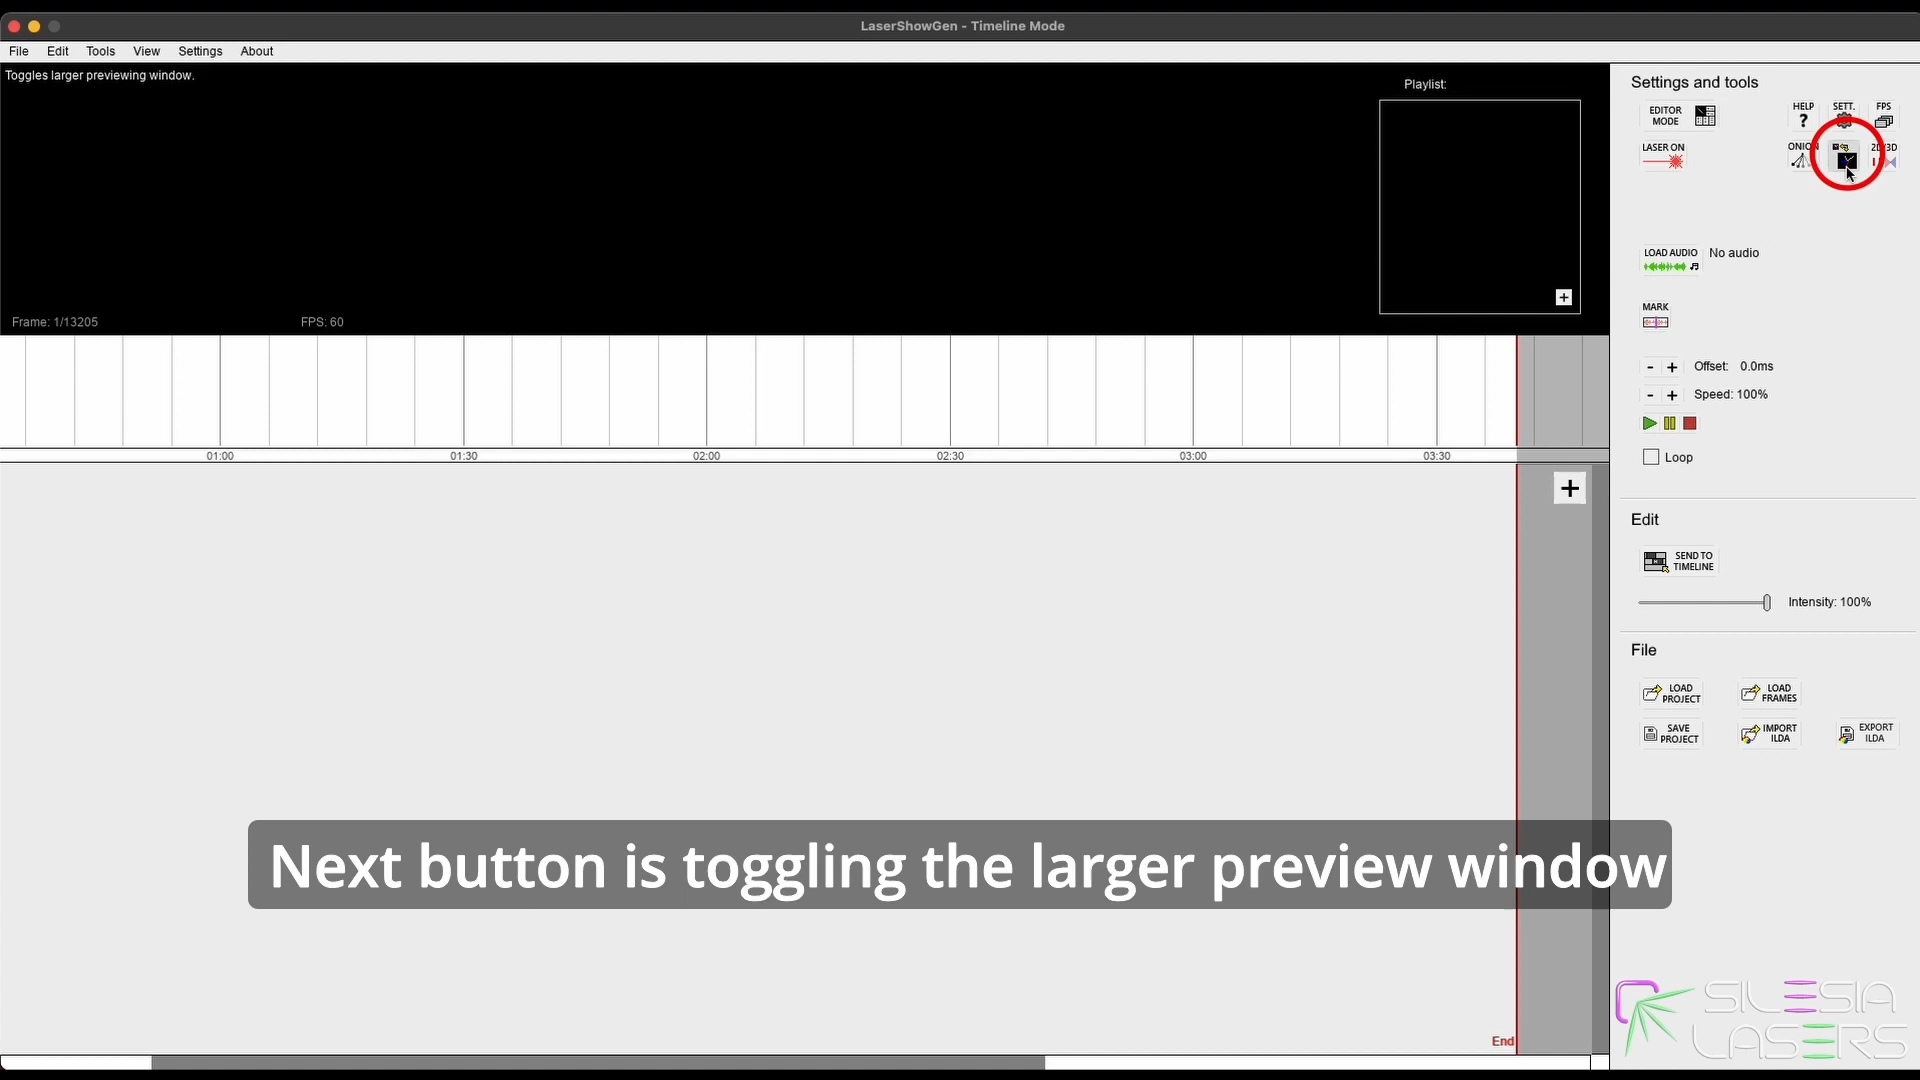 LaserShowGen - Timeline Mode
File Edit Tools View Settings About
Toggles larger previewing window.
Playlist:
+
Frame: 1/13205
FPS: 60
01:00 01:30 02:00 02:30 03:00 03:30
+
End
Settings and tools
EDITOR
MODE
HELP
?
SETT.
FPS
LASER ON
ONION
2D/3D
LOAD AUDIO
No audio
MARK
- + Offset: 0.0ms
- + Speed: 100%
Loop
Edit
SEND TO
TIMELINE
Intensity: 100%
File
LOAD
PROJECT
LOAD
FRAMES
SAVE
PROJECT
IMPORT
ILDA
EXPORT
ILDA
Next button is toggling the larger preview window
SILESIA
LASERS